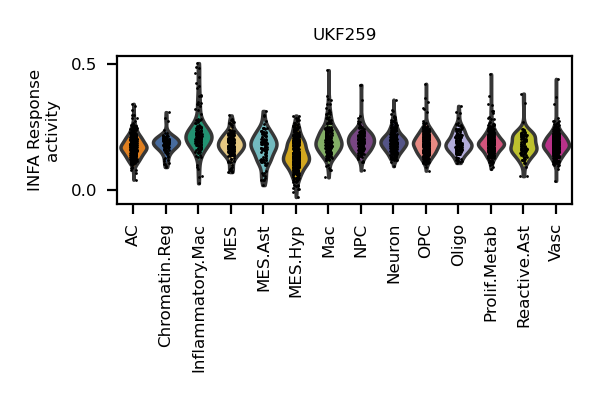 UKF259
INFA Response
activity
0.5
0.0
AC
Chromatin.Reg
Inflammatory.Mac
MES
MES.Ast
MES.Hyp
Mac
NPC
Neuron
OPC
Oligo
Prolif.Metab
Reactive.Ast
Vasc